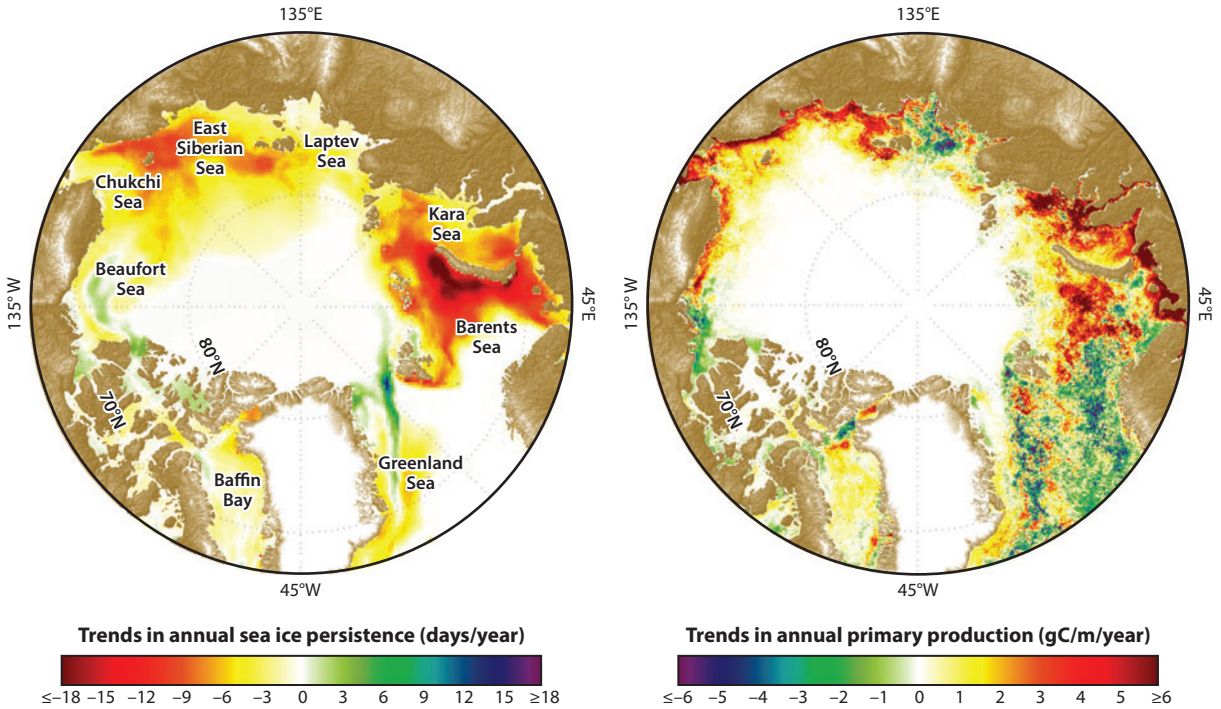 135°E
135°E
East
Siberian
Sea
Laptev
Sea
Chukchi
Sea
Kara
Sea
Beaufort
Sea
135° W
45°E
135° W
45°E
Barents
Sea
80°N
80°N
70°N
70°N
Greenland
Sea
Baffin
Bay
45°W
45°W
Trends in annual sea ice persistence (days/year)
≤–18 –15 –12 –9 –6 –3 0 3 6 9 12 15 ≥18
Trends in annual primary production (gC/m/year)
≤–6 –5 –4 –3 –2 –1 0 1 2 3 4 5 ≥6